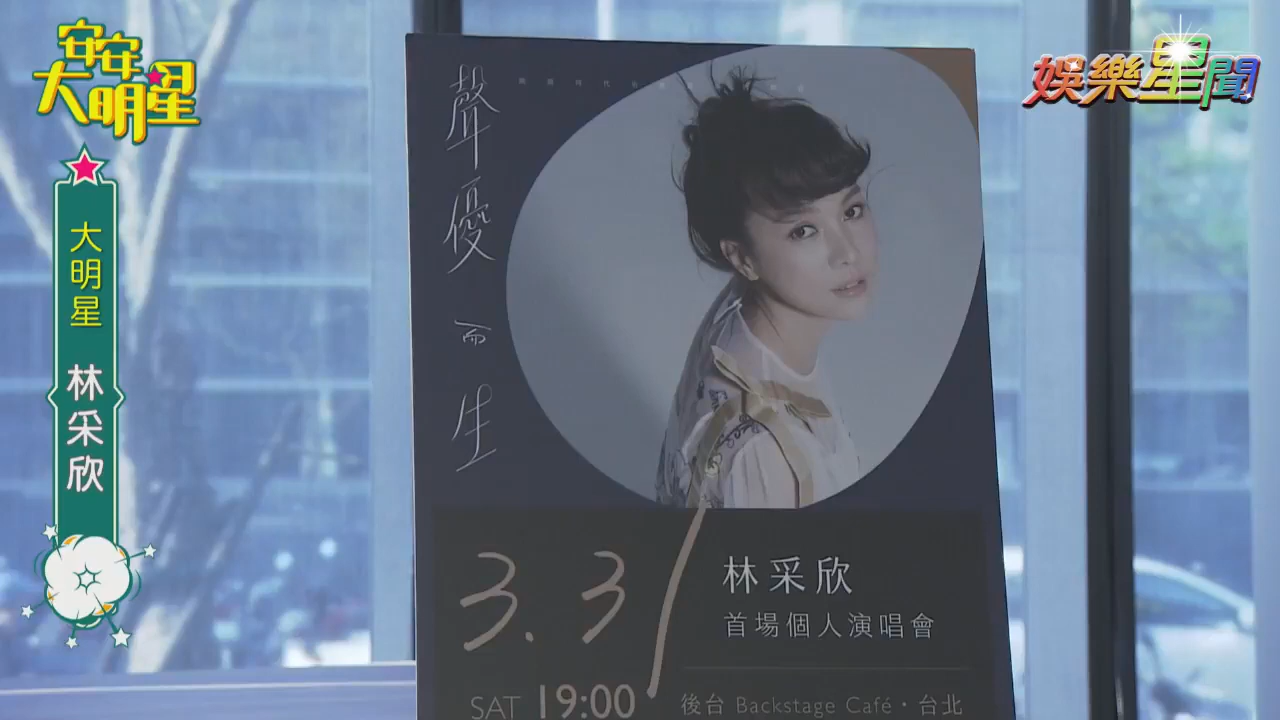 安安
大明星
娛樂星聞
大明星
林采欣
聲優而生
3.31
林采欣
首場個人演唱會
SAT 19:00
後台 Backstage Café・台北